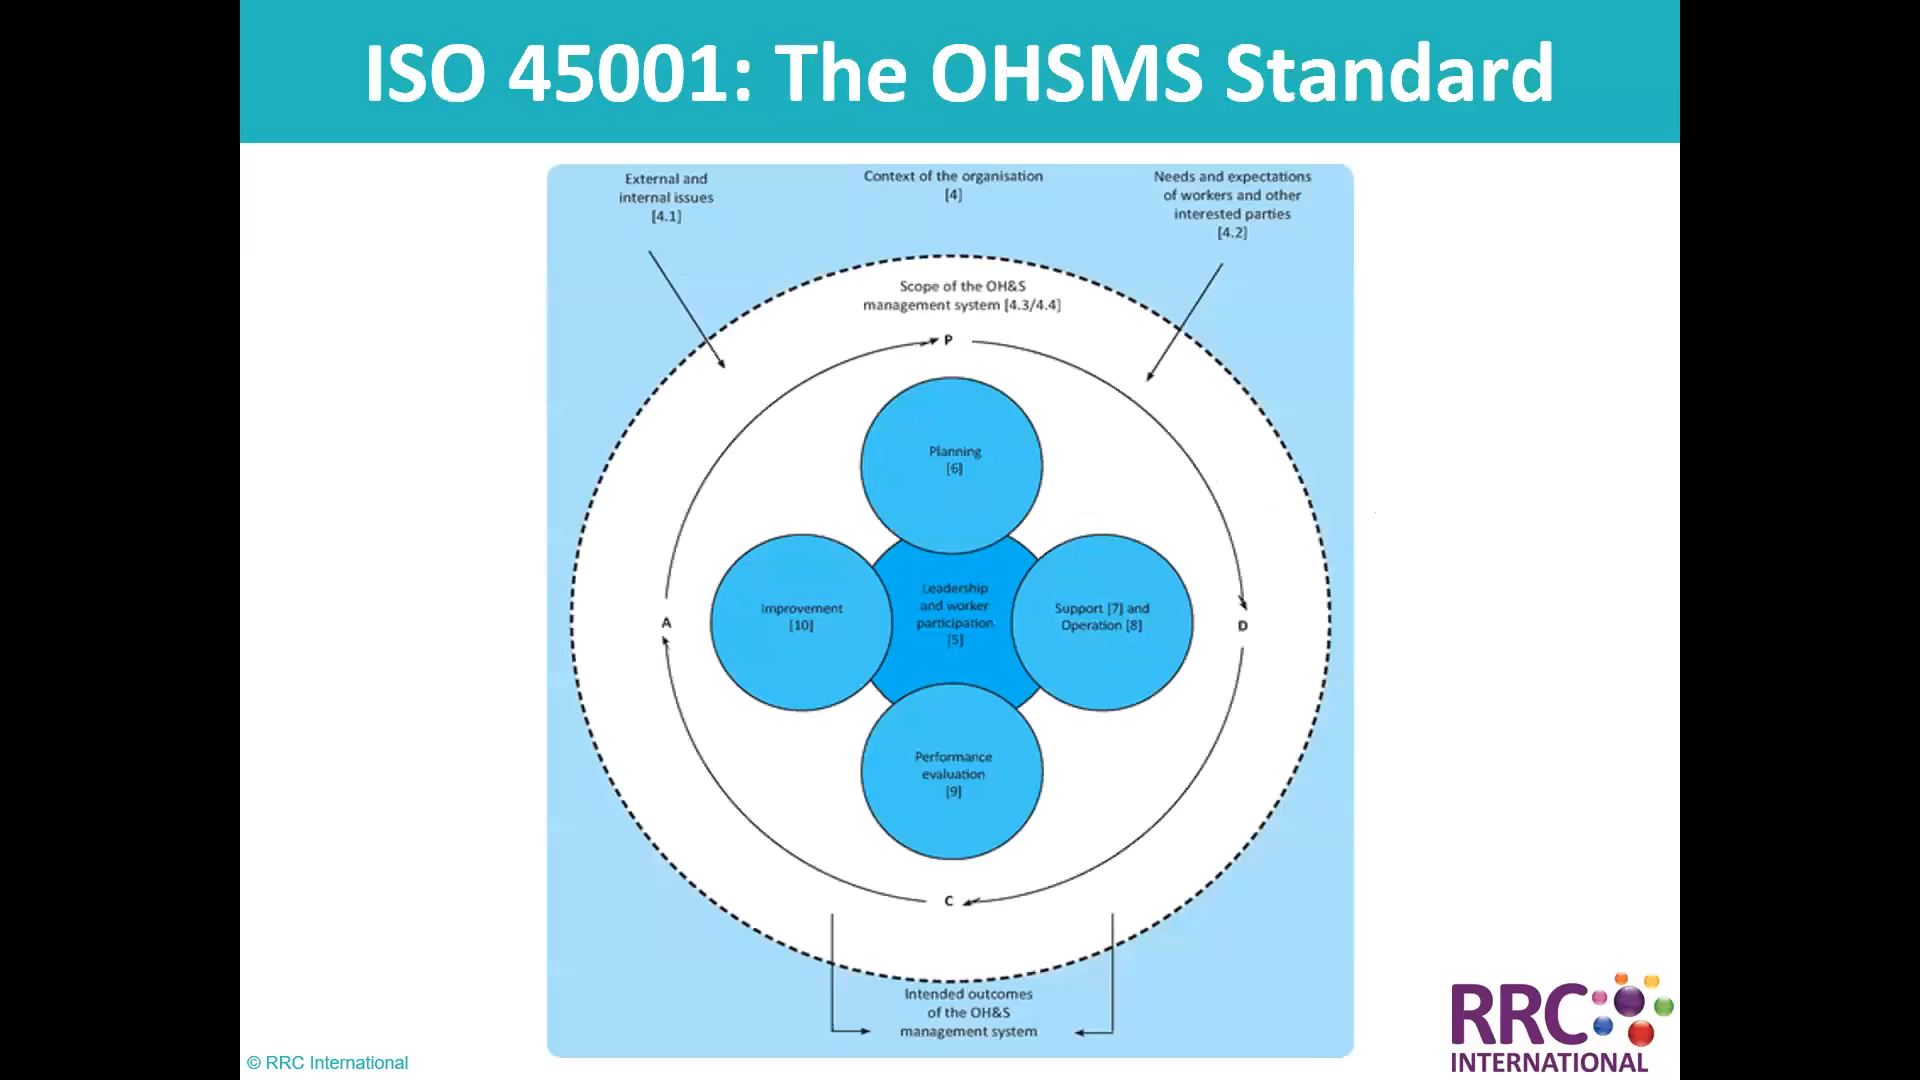 ISO 45001: The OHSMS Standard
External and
internal issues
[4.1]
Context of the organisation
[4]
Needs and expectations
of workers and other
interested parties
[4.2]
Scope of the OH&S
management system [4.3/4.4]
P
Planning
[6]
Improvement
[10]
Leadership
and worker
participation
[5]
Support [7] and
Operation [8]
A
D
Performance
evaluation
[9]
C
Intended outcomes
of the OH&S
management system
© RRC International
RRC
INTERNATIONAL